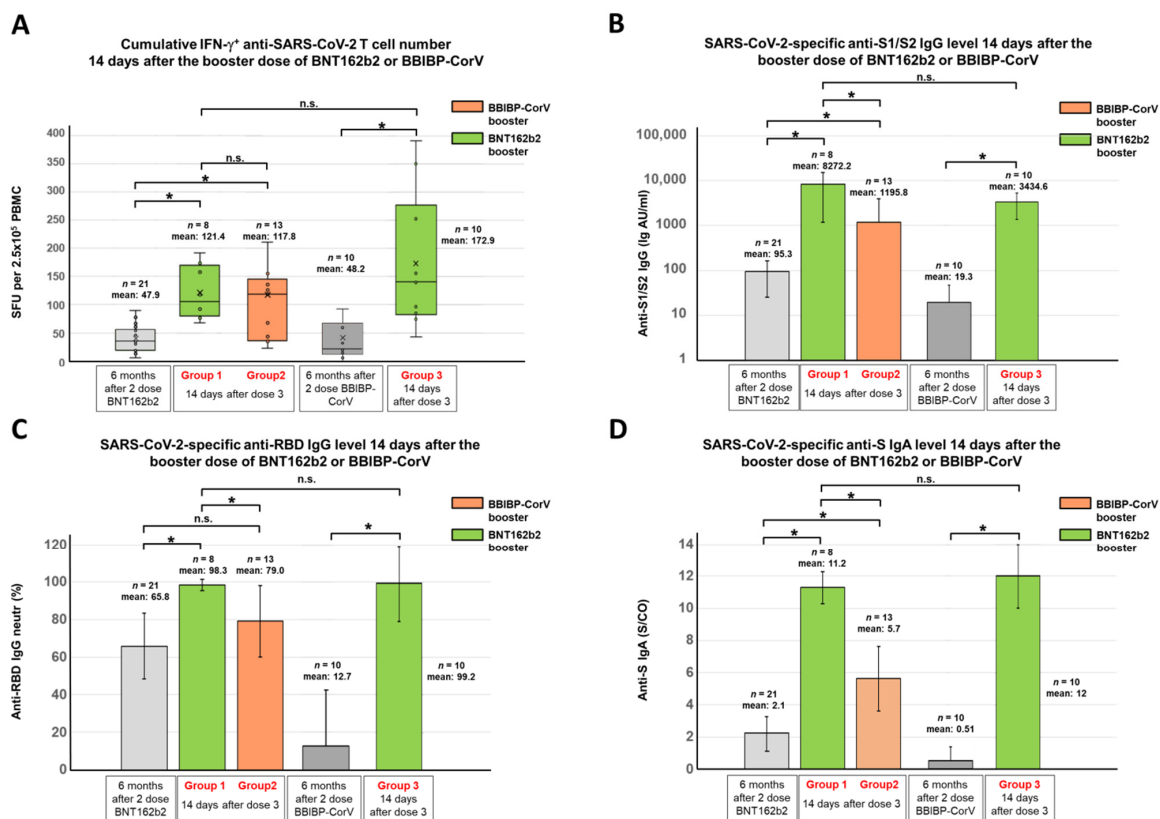 A
Cumulative IFN-γ+ anti-SARS-CoV-2 T cell number
14 days after the booster dose of BNT162b2 or BBIBP-CorV
n.s.
BBIBP-CorV
booster
BNT162b2
booster
*
n.s.
*
*
SFU per 2.5x10⁵ PBMC
400
350
300
250
200
150
100
50
0
n = 21
mean: 47.9
n = 8
mean: 121.4
n = 13
mean: 117.8
n = 10
mean: 48.2
n = 10
mean: 172.9
6 months
after 2 dose
BNT162b2
Group 1
Group2
14 days after dose 3
6 months after
2 dose BBIBP-
CorV
Group 3
14 days
after dose 3
B
SARS-CoV-2-specific anti-S1/S2 IgG level 14 days after
the booster dose of BNT162b2 or BBIBP-CorV
n.s.
BBIBP-CorV
booster
BNT162b2
booster
*
*
*
*
Anti-S1/S2 IgG (Ig AU/ml)
100,000
10,000
1000
100
10
1
n = 21
mean: 95.3
n = 8
mean: 8272.2
n = 13
mean: 1195.8
n = 10
mean: 19.3
n = 10
mean: 3434.6
6 months
after 2 dose
BNT162b2
Group 1
Group2
14 days after dose 3
6 months
after 2 dose
BBIBP-CorV
Group 3
14 days
after dose 3
C
SARS-CoV-2-specific anti-RBD IgG level 14 days after the
booster dose of BNT162b2 or BBIBP-CorV
n.s.
BBIBP-CorV
booster
BNT162b2
booster
*
n.s.
*
*
Anti-RBD IgG neutr (%)
120
100
80
60
40
20
0
n = 21
mean: 65.8
n = 8
mean: 98.3
n = 13
mean: 79.0
n = 10
mean: 12.7
n = 10
mean: 99.2
6 months
after 2 dose
BNT162b2
Group 1
Group2
14 days after dose 3
6 months
after 2 dose
BBIBP-CorV
Group 3
14 days
after dose 3
D
SARS-CoV-2-specific anti-S IgA level 14 days after the
booster dose of BNT162b2 or BBIBP-CorV
n.s.
BBIBP-CorV
booster
BNT162b2
booster
*
*
*
*
Anti-S IgA (S/CO)
14
12
10
8
6
4
2
0
n = 21
mean: 2.1
n = 8
mean: 11.2
n = 13
mean: 5.7
n = 10
mean: 0.51
n = 10
mean: 12
6 months
after 2 dose
BNT162b2
Group 1
Group2
14 days after dose 3
6 months
after 2 dose
BBIBP-CorV
Group 3
14 days
after dose 3